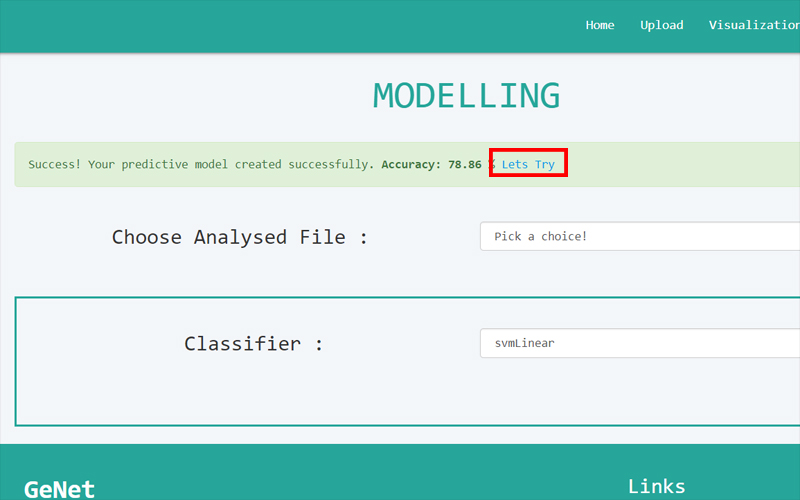 Home Upload Visualization
MODELLING
Success! Your predictive model created successfully. Accuracy: 78.86 % Lets Try
Choose Analysed File :
Pick a choice!
Classifier :
svmLinear
GeNet
Links